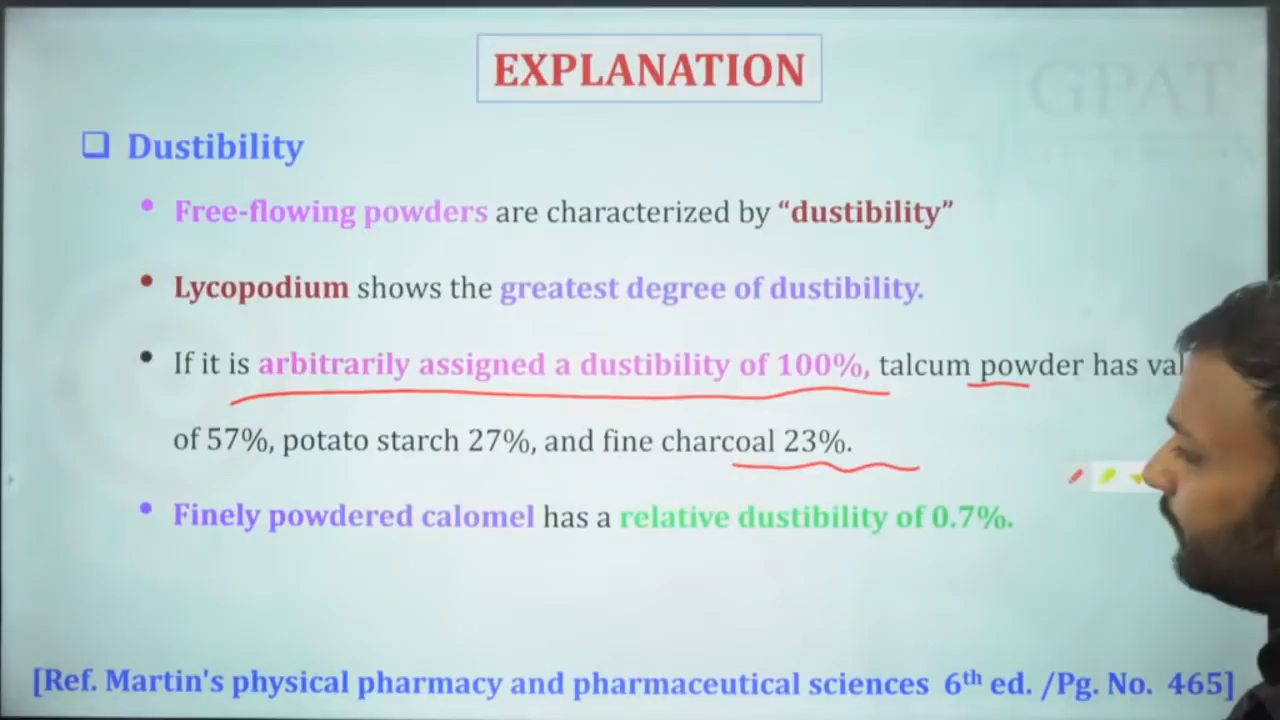 EXPLANATION
GPAT
❑ Dustibility
• Free-flowing powders are characterized by “dustibility”
• Lycopodium shows the greatest degree of dustibility.
• If it is arbitrarily assigned a dustibility of 100%, talcum powder has
of 57%, potato starch 27%, and fine charcoal 23%.
• Finely powdered calomel has a relative dustibility of 0.7%.
[Ref. Martin's physical pharmacy and pharmaceutical sciences 6th ed. /Pg. No. 465]